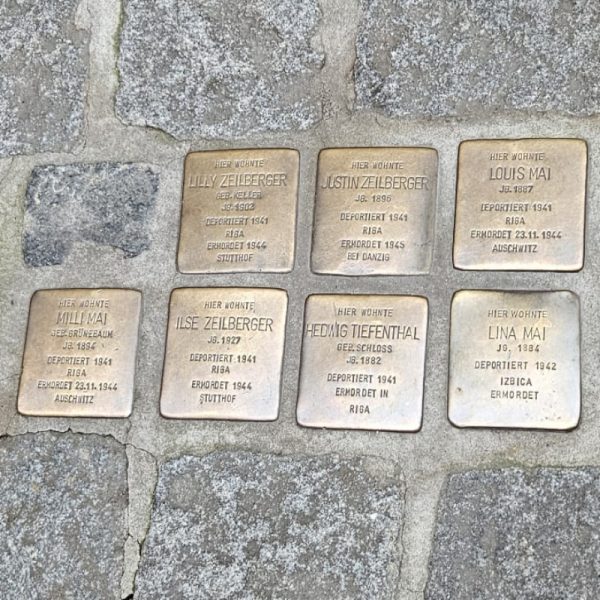 HIER WOHNTE
LILLY ZEILBERGER
GEB. KELLER
JG. 1903
DEPORTIERT 1941
RIGA
ERMORDET 1944
STUTTHOF
HIER WOHNTE
JUSTIN ZEILBERGER
JG. 1895
DEPORTIERT 1941
RIGA
ERMORDET 1945
BEI DANZIG
HIER WOHNTE
LOUIS MAI
JG. 1887
DEPORTIERT 1941
RIGA
ERMORDET 23.11.1944
AUSCHWITZ
HIER WOHNTE
MILLI MAI
GEB. GRÜNEBAUM
JG. 1894
DEPORTIERT 1941
RIGA
ERMORDET 23.11.1944
AUSCHWITZ
HIER WOHNTE
ILSE ZEILBERGER
JG. 1927
DEPORTIERT 1941
RIGA
ERMORDET 1944
STUTTHOF
HIER WOHNTE
HEDWIG TIEFENTHAL
GEB. SCHLOSS
JG. 1882
DEPORTIERT 1941
ERMORDET IN
RIGA
HIER WOHNTE
LINA MAI
JG. 1884
DEPORTIERT 1942
IZBICA
ERMORDET